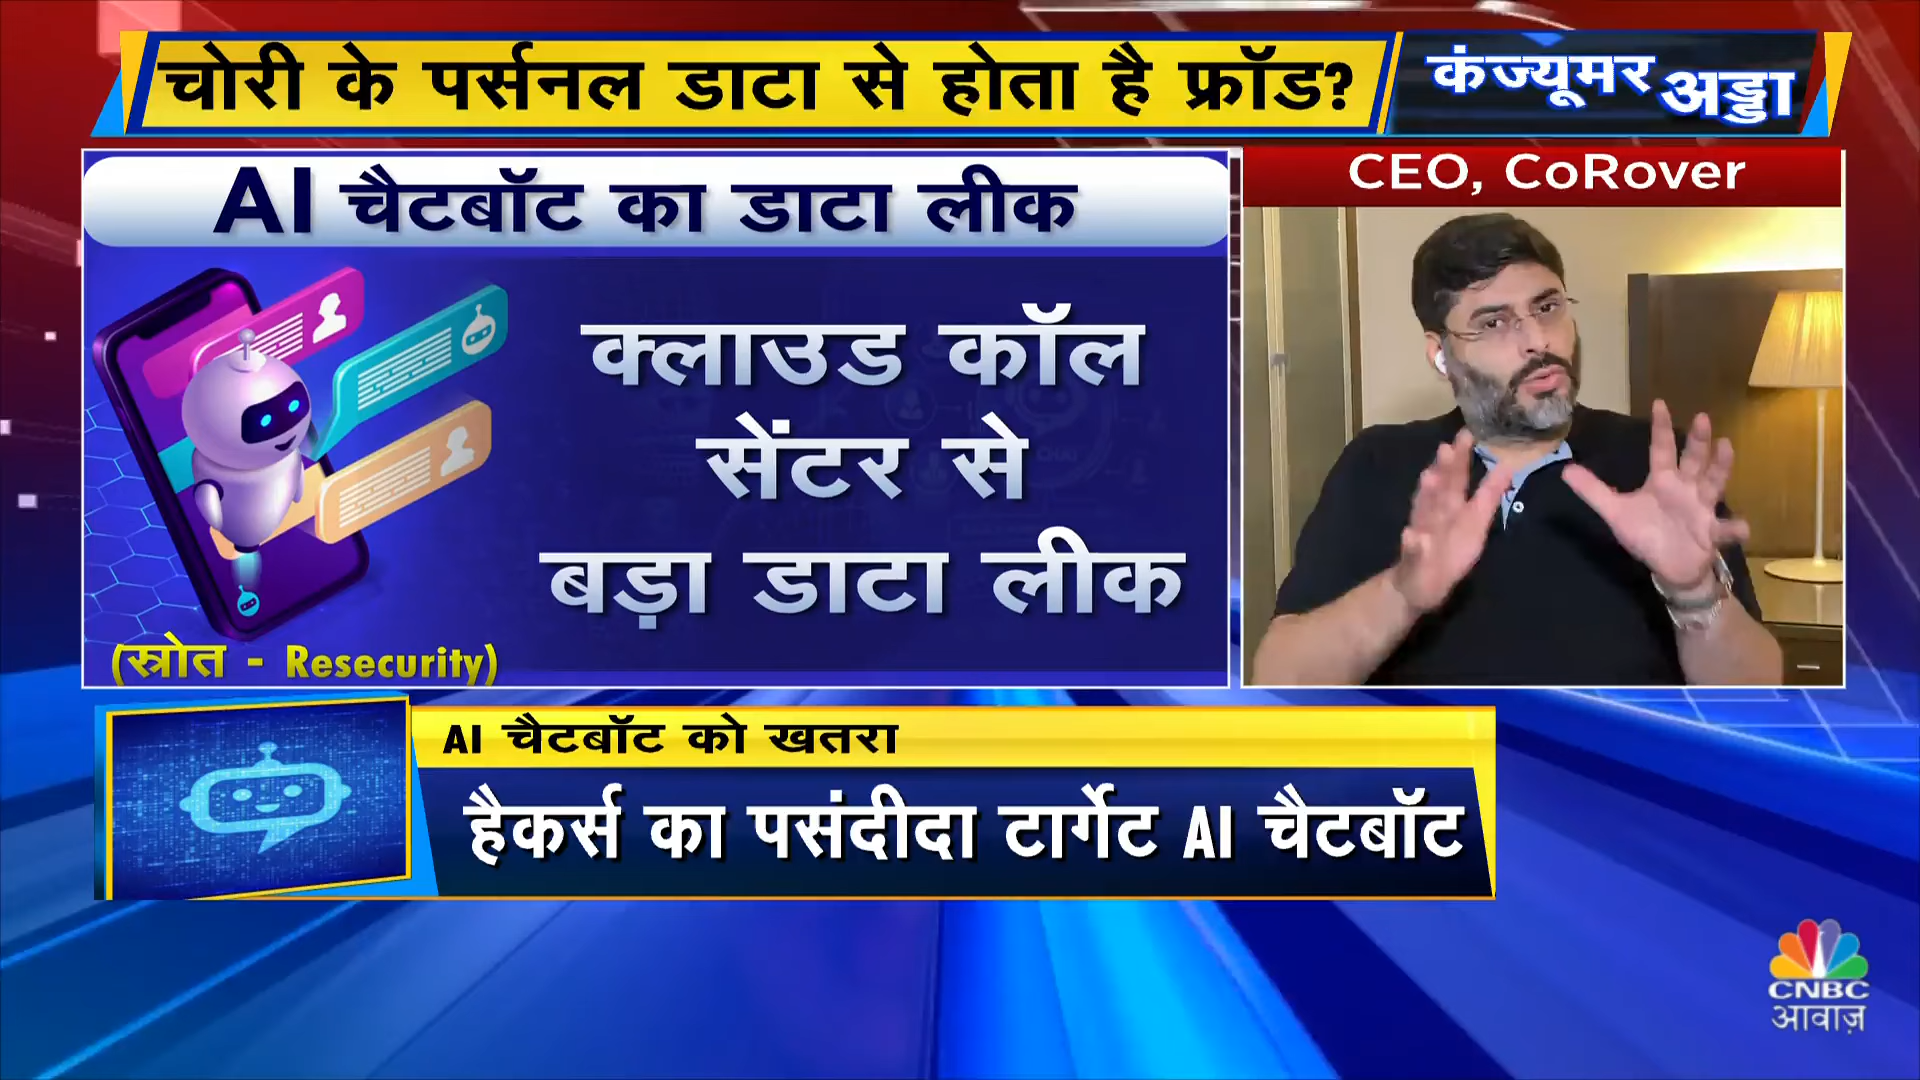 चोरी के पर्सनल डाटा से होता है फ्रॉड?
कंज्यूमर अड्डा
AI चैटबॉट का डाटा लीक
क्लाउड कॉल
सेंटर से
बड़ा डाटा लीक
(स्रोत - Resecurity)
CEO, CoRover
AI चैटबॉट को खतरा
हैकर्स का पसंदीदा टार्गेट AI चैटबॉट
CNBC
आवाज़